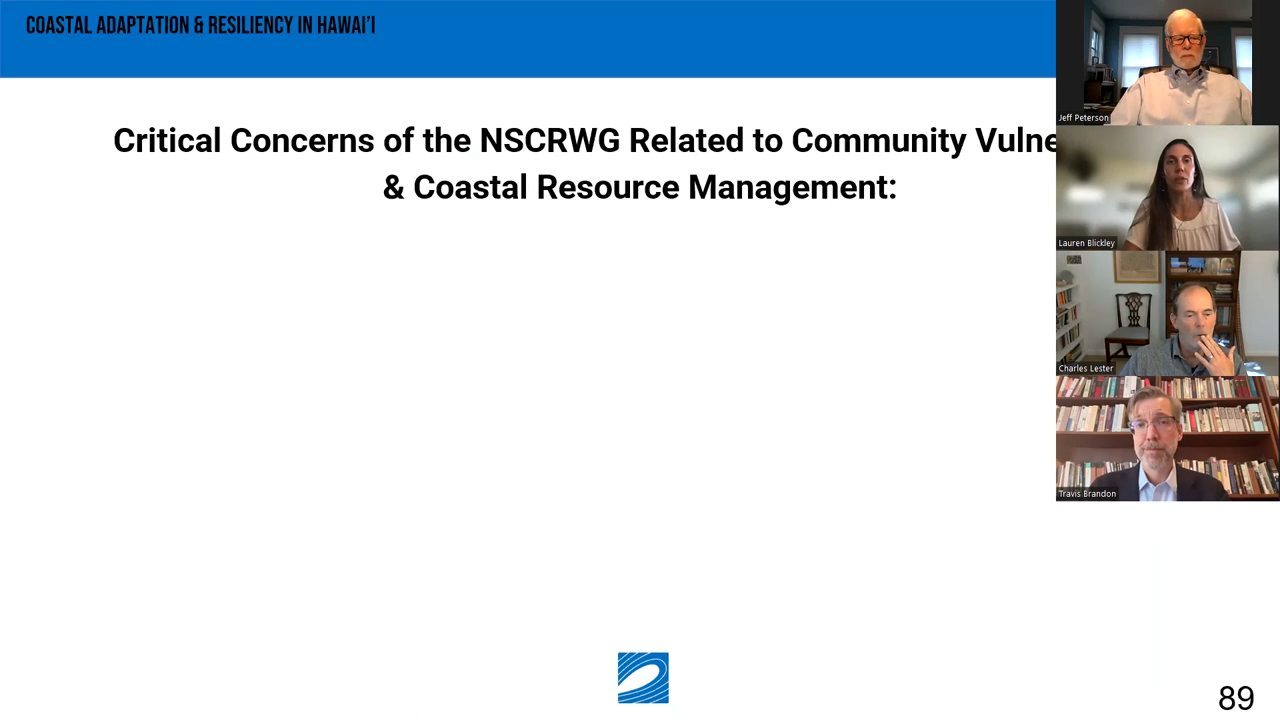 COASTAL ADAPTATION & RESILIENCY IN HAWAI'I
Critical Concerns of the NSCRWG Related to Community Vulne
& Coastal Resource Management:
Jeff Peterson
Lauren Blickley
Charles Lester
Travis Brandon
89